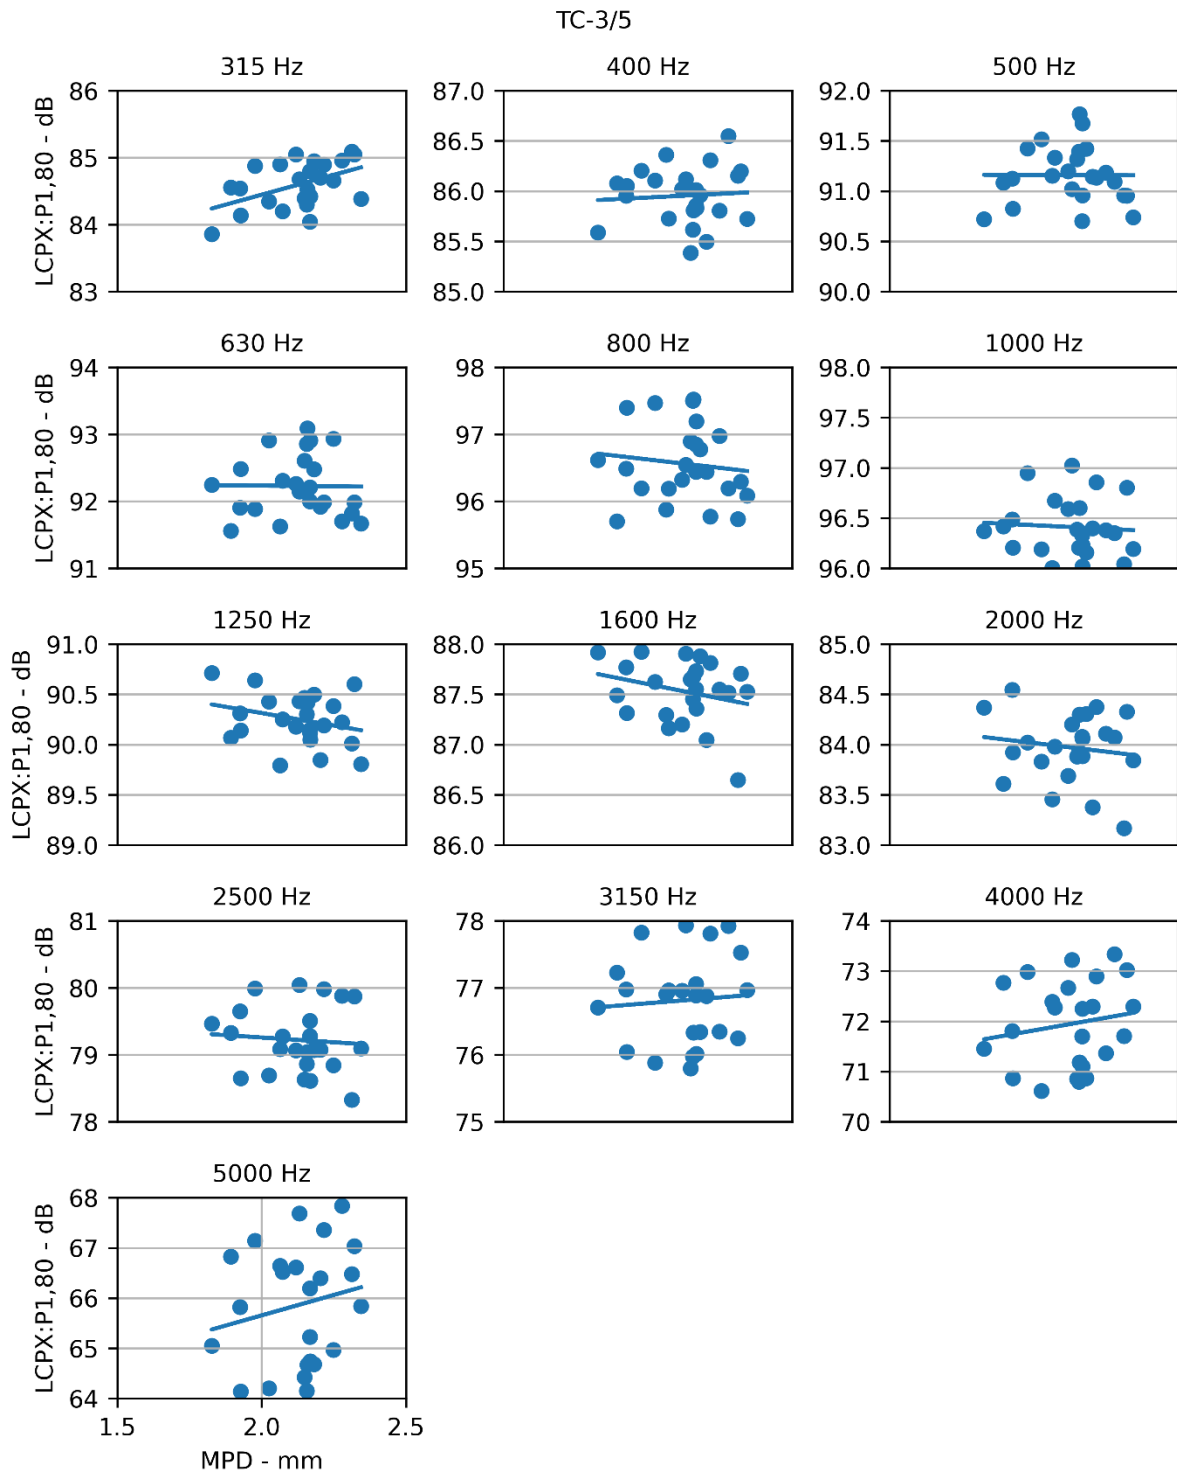 TC-3/5
315 Hz
400 Hz
500 Hz
LCPX:P1,80 - dB
86
85
84
83
87.0
86.5
86.0
85.5
85.0
92.0
91.5
91.0
90.5
90.0
630 Hz
800 Hz
1000 Hz
LCPX:P1,80 - dB
94
93
92
91
98
97
96
95
98.0
97.5
97.0
96.5
96.0
1250 Hz
1600 Hz
2000 Hz
LCPX:P1,80 - dB
91.0
90.5
90.0
89.5
89.0
88.0
87.5
87.0
86.5
86.0
85.0
84.5
84.0
83.5
83.0
2500 Hz
3150 Hz
4000 Hz
LCPX:P1,80 - dB
81
80
79
78
78
77
76
75
74
73
72
71
70
5000 Hz
LCPX:P1,80 - dB
68
67
66
65
64
1.5 2.0 2.5
MPD - mm